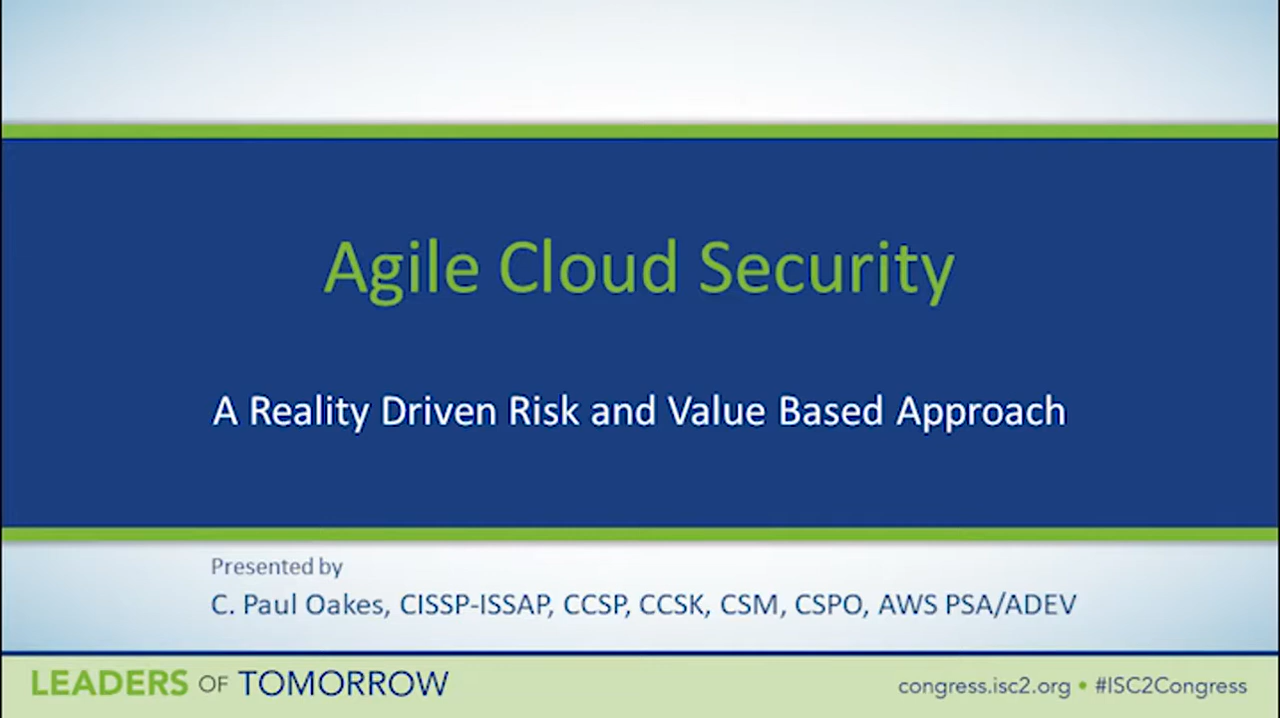 Agile Cloud Security
A Reality Driven Risk and Value Based Approach
Presented by
C. Paul Oakes, CISSP-ISSAP, CCSP, CCSK, CSM, CSPO, AWS PSA/ADEV
LEADERS OF TOMORROW
congress.isc2.org • #ISC2Congress